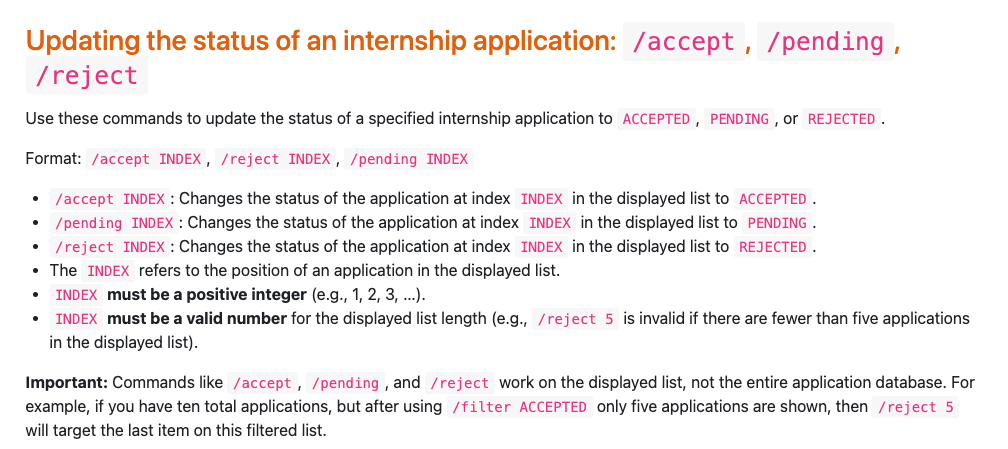 Updating the status of an internship application: /accept, /pending,
/reject
Use these commands to update the status of a specified internship application to ACCEPTED, PENDING, or REJECTED.
Format: /accept INDEX, /reject INDEX, /pending INDEX
• /accept INDEX: Changes the status of the application at index INDEX in the displayed list to ACCEPTED.
• /pending INDEX: Changes the status of the application at index INDEX in the displayed list to PENDING.
• /reject INDEX: Changes the status of the application at index INDEX in the displayed list to REJECTED.
• The INDEX refers to the position of an application in the displayed list.
• INDEX must be a positive integer (e.g., 1, 2, 3, …).
• INDEX must be a valid number for the displayed list length (e.g., /reject 5 is invalid if there are fewer than five applications
in the displayed list).
Important: Commands like /accept, /pending, and /reject work on the displayed list, not the entire application database. For
example, if you have ten total applications, but after using /filter ACCEPTED only five applications are shown, then /reject 5
will target the last item on this filtered list.